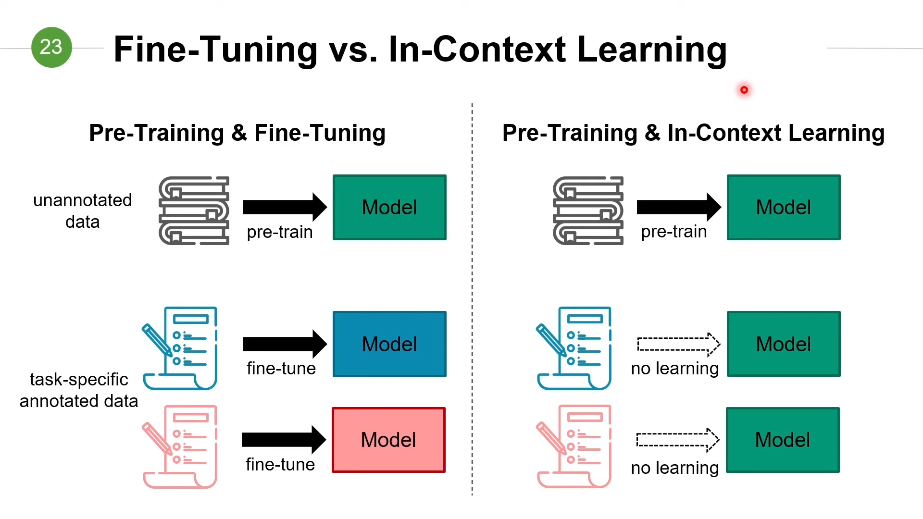 23
Fine-Tuning vs. In-Context Learning
Pre-Training & Fine-Tuning
unannotated
data
pre-train
Model
task-specific
annotated data
fine-tune
Model
fine-tune
Model
Pre-Training & In-Context Learning
pre-train
Model
no learning
Model
no learning
Model